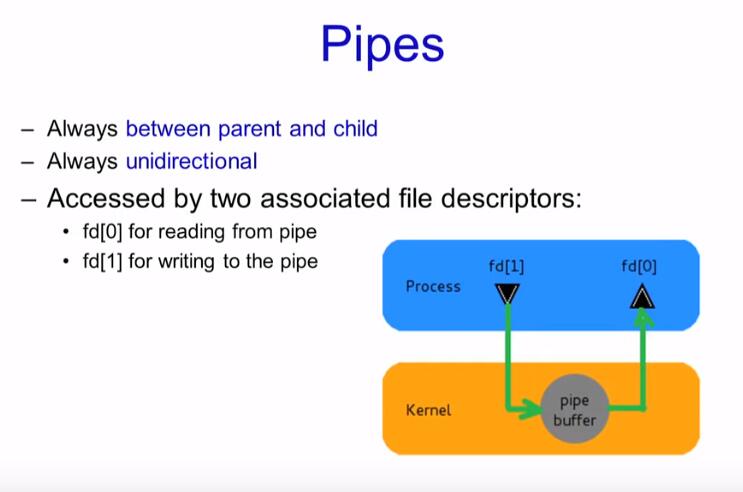 Pipes
– Always between parent and child
– Always unidirectional
– Accessed by two associated file descriptors:
• fd[0] for reading from pipe
• fd[1] for writing to the pipe
fd[1]
fd[0]
Process
Kernel
pipe
buffer